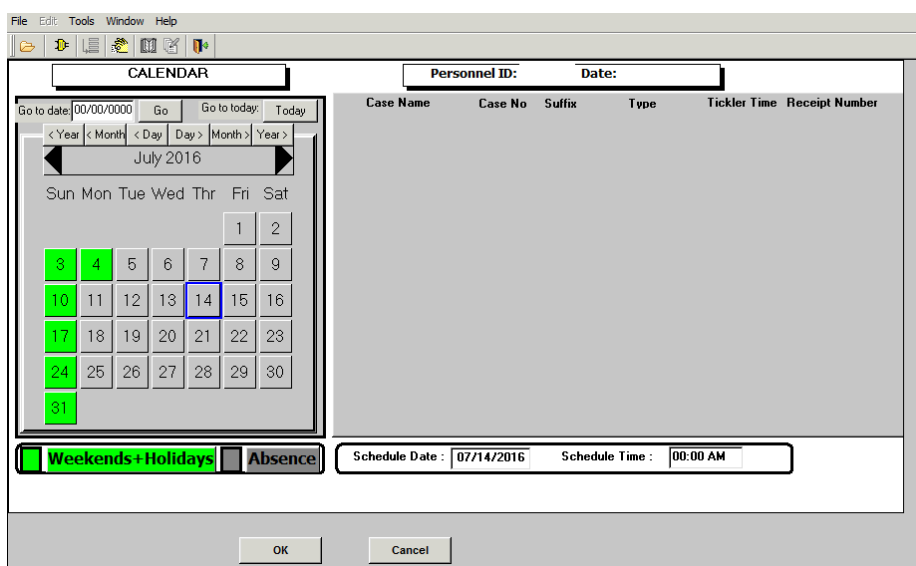 File Edit Tools Window Help
CALENDAR
Personnel ID: Date:
Go to date: 00/00/0000 Go Go to today: Today
< Year < Month < Day Day > Month > Year >
July 2016
Sun Mon Tue Wed Thr Fri Sat
1 2
3 4 5 6 7 8 9
10 11 12 13 14 15 16
17 18 19 20 21 22 23
24 25 26 27 28 29 30
31
Weekends+Holidays Absence
Case Name Case No Suffix Type Tickler Time Receipt Number
Schedule Date : 07/14/2016 Schedule Time : 00:00 AM
OK Cancel